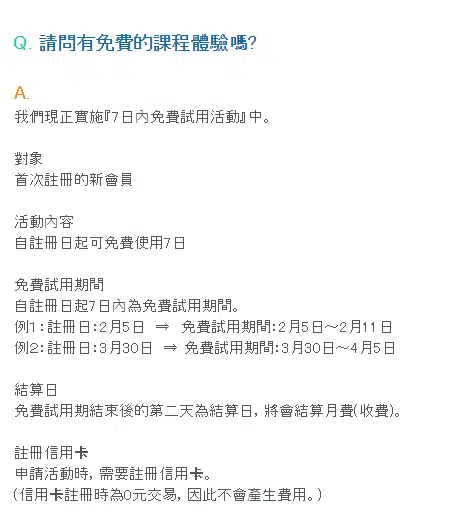 Q. 請問有免費的課程體驗嗎?
A.
我們現正實施『7日內免費試用活動』中。
對象
首次註冊的新會員
活動內容
自註冊日起可免費使用7日
免費試用期間
自註冊日起7日內為免費試用期間。
例1:註冊日:2月5日 ⇒ 免費試用期間:2月5日~2月11日
例2:註冊日:3月30日 ⇒ 免費試用期間:3月30日~4月5日
結算日
免費試用期結束後的第二天為結算日, 將會結算月費(收費)。
註冊信用卡
申請活動時, 需要註冊信用卡。
(信用卡註冊時為0元交易, 因此不會產生費用。)